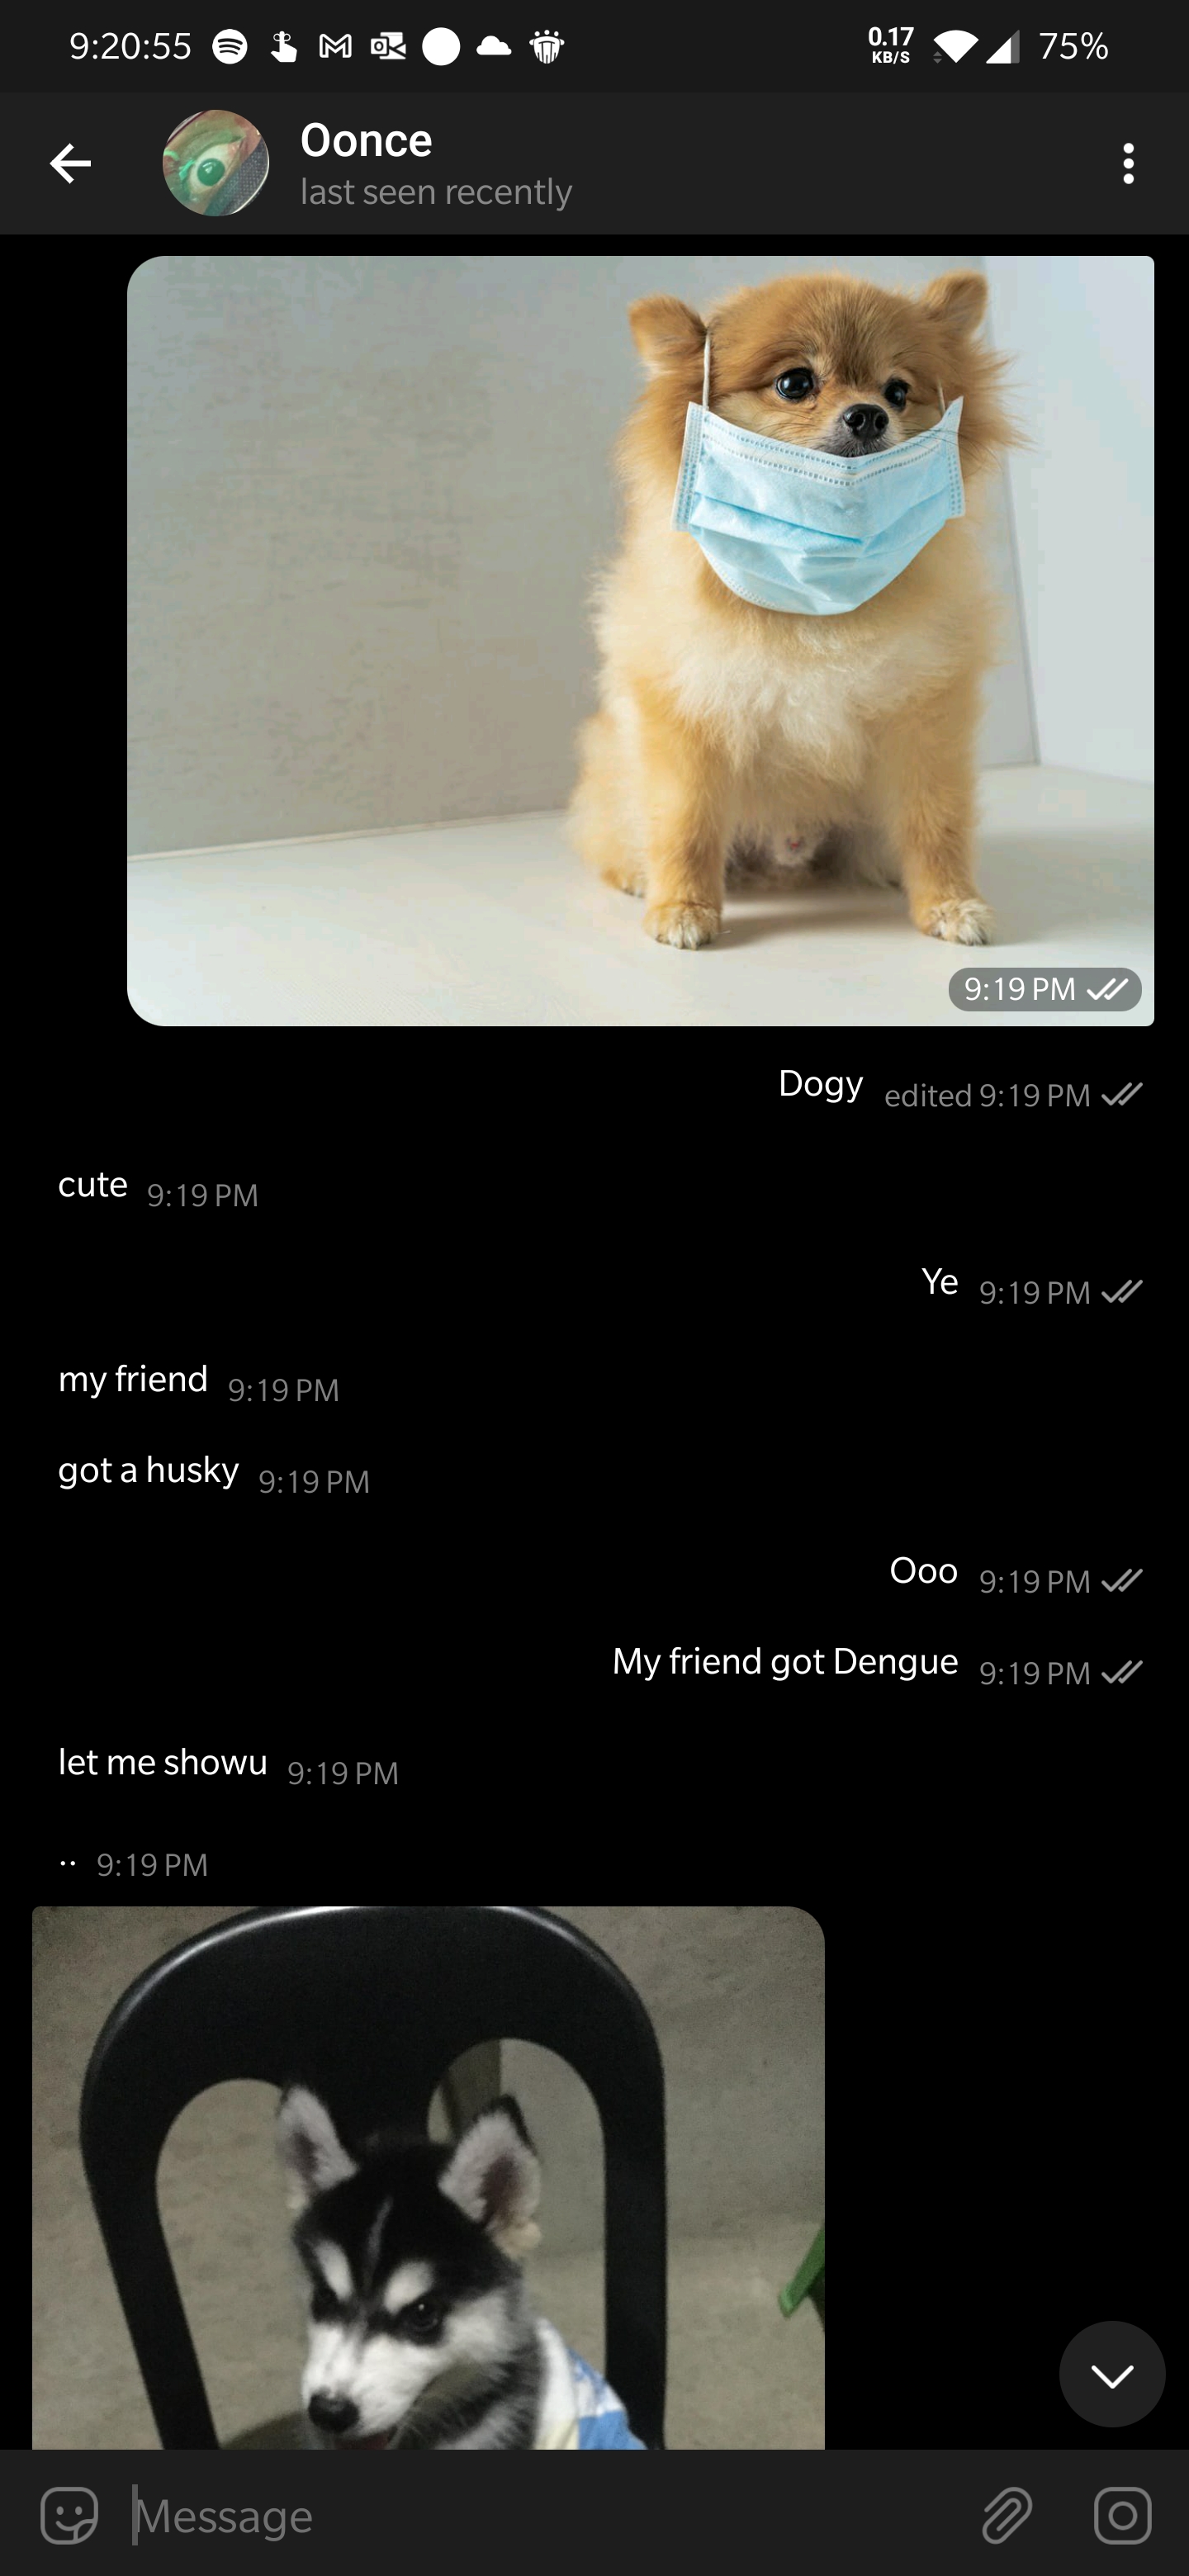 9:20:55
0.17
KB/S
75%
Oonce
last seen recently
9:19 PM
Dogy edited 9:19 PM
cute 9:19 PM
Ye 9:19 PM
my friend 9:19 PM
got a husky 9:19 PM
Ooo 9:19 PM
My friend got Dengue 9:19 PM
let me showu 9:19 PM
.. 9:19 PM
Message